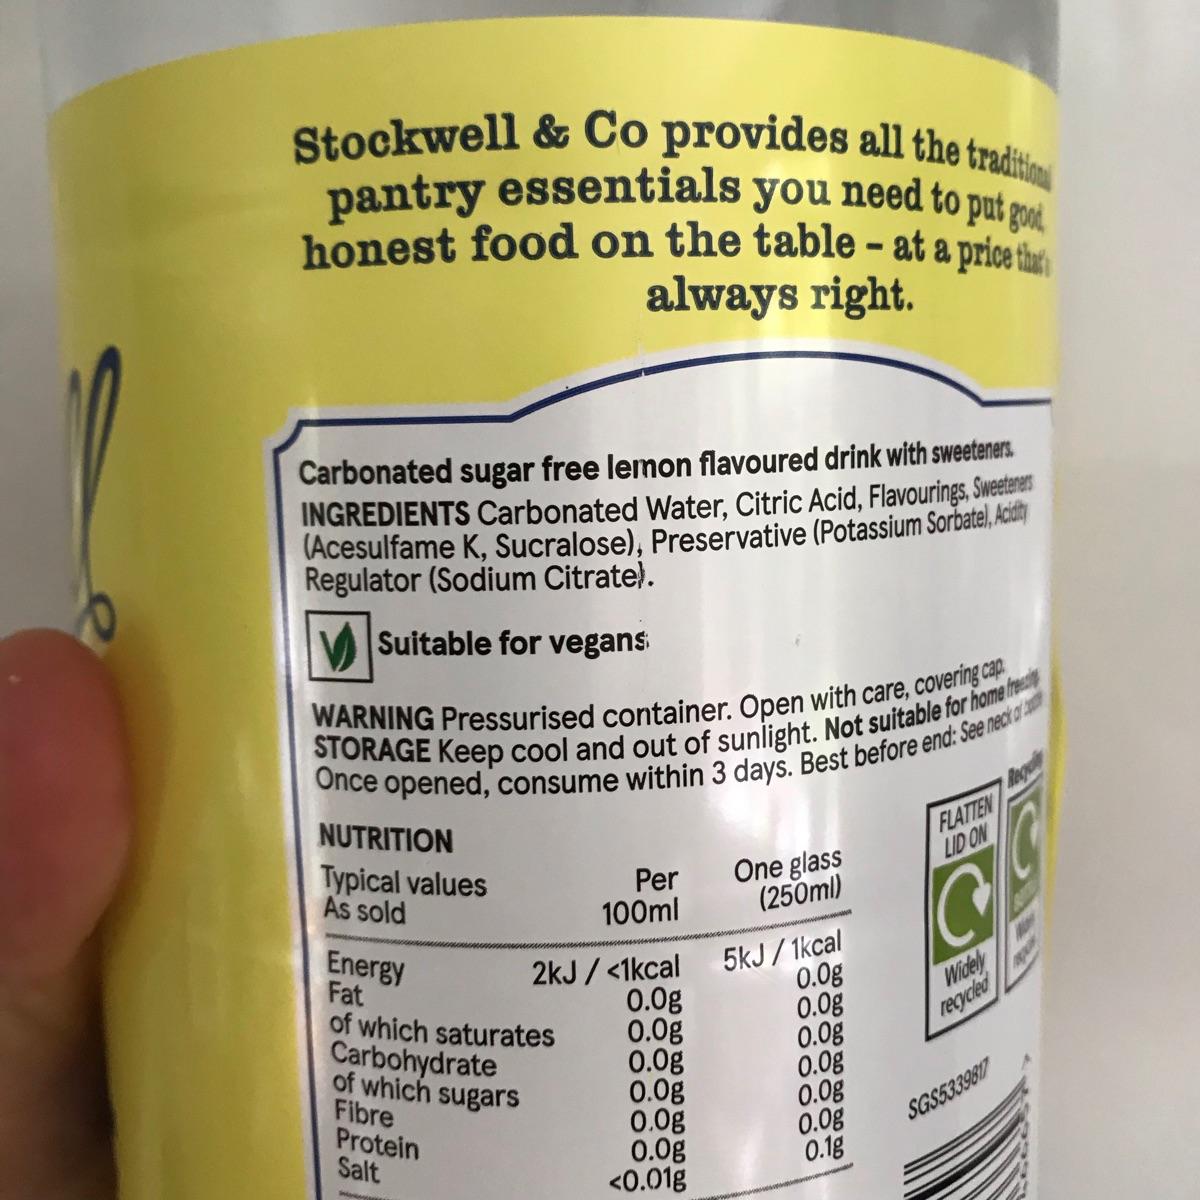 Stockwell & Co provides all the traditional
pantry essentials you need to put good,
honest food on the table - at a price that's
always right.
Carbonated sugar free lemon flavoured drink with sweeteners.
INGREDIENTS Carbonated Water, Citric Acid, Flavourings, Sweeteners
(Acesulfame K, Sucralose), Preservative (Potassium Sorbate), Acidity
Regulator (Sodium Citrate).
Suitable for vegans
WARNING Pressurised container. Open with care, covering cap.
STORAGE Keep cool and out of sunlight. Not suitable for home freezing.
Once opened, consume within 3 days. Best before end: See neck of bottle
Recycling
FLATTEN
LID ON
Widely
recycled
NUTRITION
Typical values
As sold
Per
100ml
One glass
(250ml)
Energy 2kJ / <1kcal 5kJ / 1kcal
Fat 0.0g 0.0g
of which saturates 0.0g 0.0g
Carbohydrate 0.0g 0.0g
of which sugars 0.0g 0.0g
Fibre 0.0g 0.0g
Protein 0.0g 0.0g
Salt <0.01g 0.1g
SGS5339817